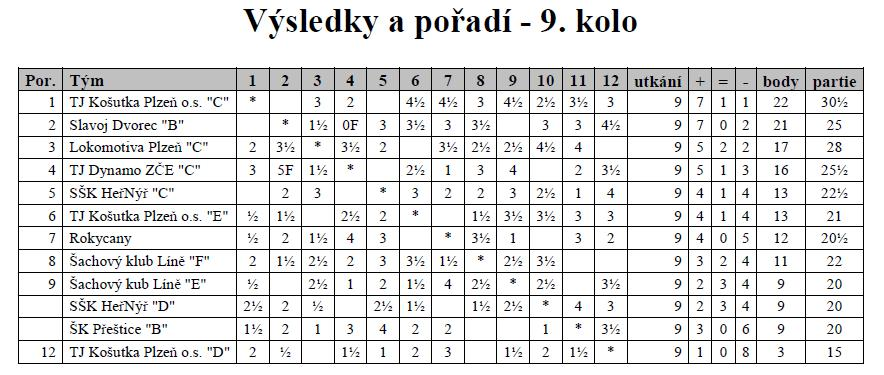 Výsledky a pořadí - 9. kolo
Por. Tým 1 2 3 4 5 6 7 8 9 10 11 12 utkání + = - body partie
1 TJ Košutka Plzeň o.s. "C" * 3 2 4½ 4½ 3 4½ 2½ 3½ 3 9 7 1 1 22 30½
2 Slavoj Dvorec "B" * 1½ 0F 3 3½ 3 3½ 3 3 4½ 9 7 0 2 21 25
3 Lokomotiva Plzeň "C" 2 3½ * 3½ 2 3½ 2½ 2½ 4½ 4 9 5 2 2 17 28
4 TJ Dynamo ZČE "C" 3 5F 1½ * 2½ 1 3 4 2 3½ 9 5 1 3 16 25½
5 SŠK HeřNýř "C" 2 3 * 3 2 2 3 2½ 1 4 9 4 1 4 13 22½
6 TJ Košutka Plzeň o.s. "E" ½ 1½ 2½ 2 * 1½ 3½ 3½ 3 3 9 4 1 4 13 21
7 Rokycany ½ 2 1½ 4 3 * 3½ 1 3 2 9 4 0 5 12 20½
8 Šachový klub Líně "F" 2 1½ 2½ 2 3 3½ 1½ * 2½ 3½ 9 3 2 4 11 22
9 Šachový kub Líně "E" ½ 2½ 1 2 1½ 4 2½ * 2½ 3½ 9 2 3 4 9 20
SŠK HeřNýř "D" 2½ 2 ½ 2½ 1½ 1½ 2½ * 4 3 9 2 3 4 9 20
ŠK Přeštice "B" 1½ 2 1 3 4 2 2 1 * 3½ 9 3 0 6 9 20
12 TJ Košutka Plzeň o.s. "D" 2 ½ 1½ 1 2 3 1½ 2 1½ * 9 1 0 8 3 15